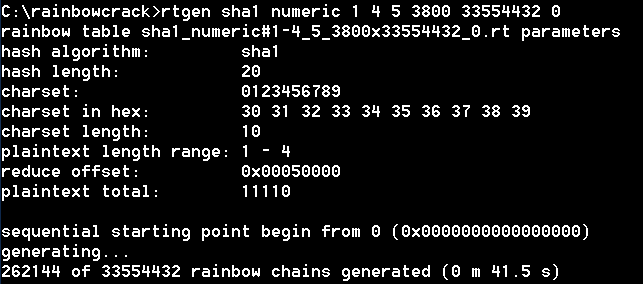 C:\rainbowcrack>rtgen sha1 numeric 1 4 5 3800 33554432 0
rainbow table sha1_numeric#1-4_5_3800x33554432_0.rt parameters
hash algorithm: sha1
hash length: 20
charset: 0123456789
charset in hex: 30 31 32 33 34 35 36 37 38 39
charset length: 10
plaintext length range: 1 - 4
reduce offset: 0x00050000
plaintext total: 11110
sequential starting point begin from 0 (0x0000000000000000)
generating...
262144 of 33554432 rainbow chains generated (0 m 41.5 s)